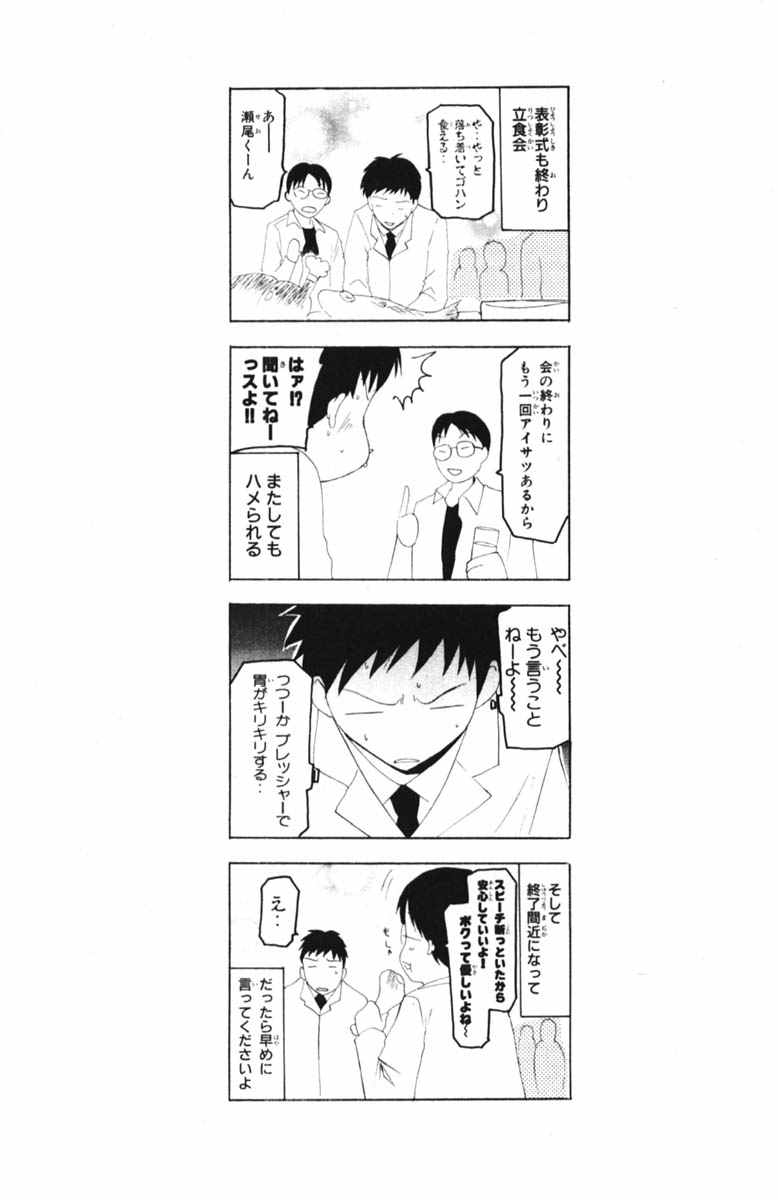 表彰式も終わり
立食会
や‥やっと
落ち着いてゴハン
食える‥
あーー
瀬尾くーん
会の終わりに
もう一回アイサツあるから
はァ!?
聞いてねー
っスよ!!
またしても
ハメられる
やべ〜〜
もう言うこと
ねーよ〜〜
つつーか プレッシャーで
胃がキリキリする‥
そして
終了間近になって
スピーチ断っといたから
安心していいよ!
ボクって優しいよね〜
もしゃ
え‥
だったら早めに
言ってくださいよ